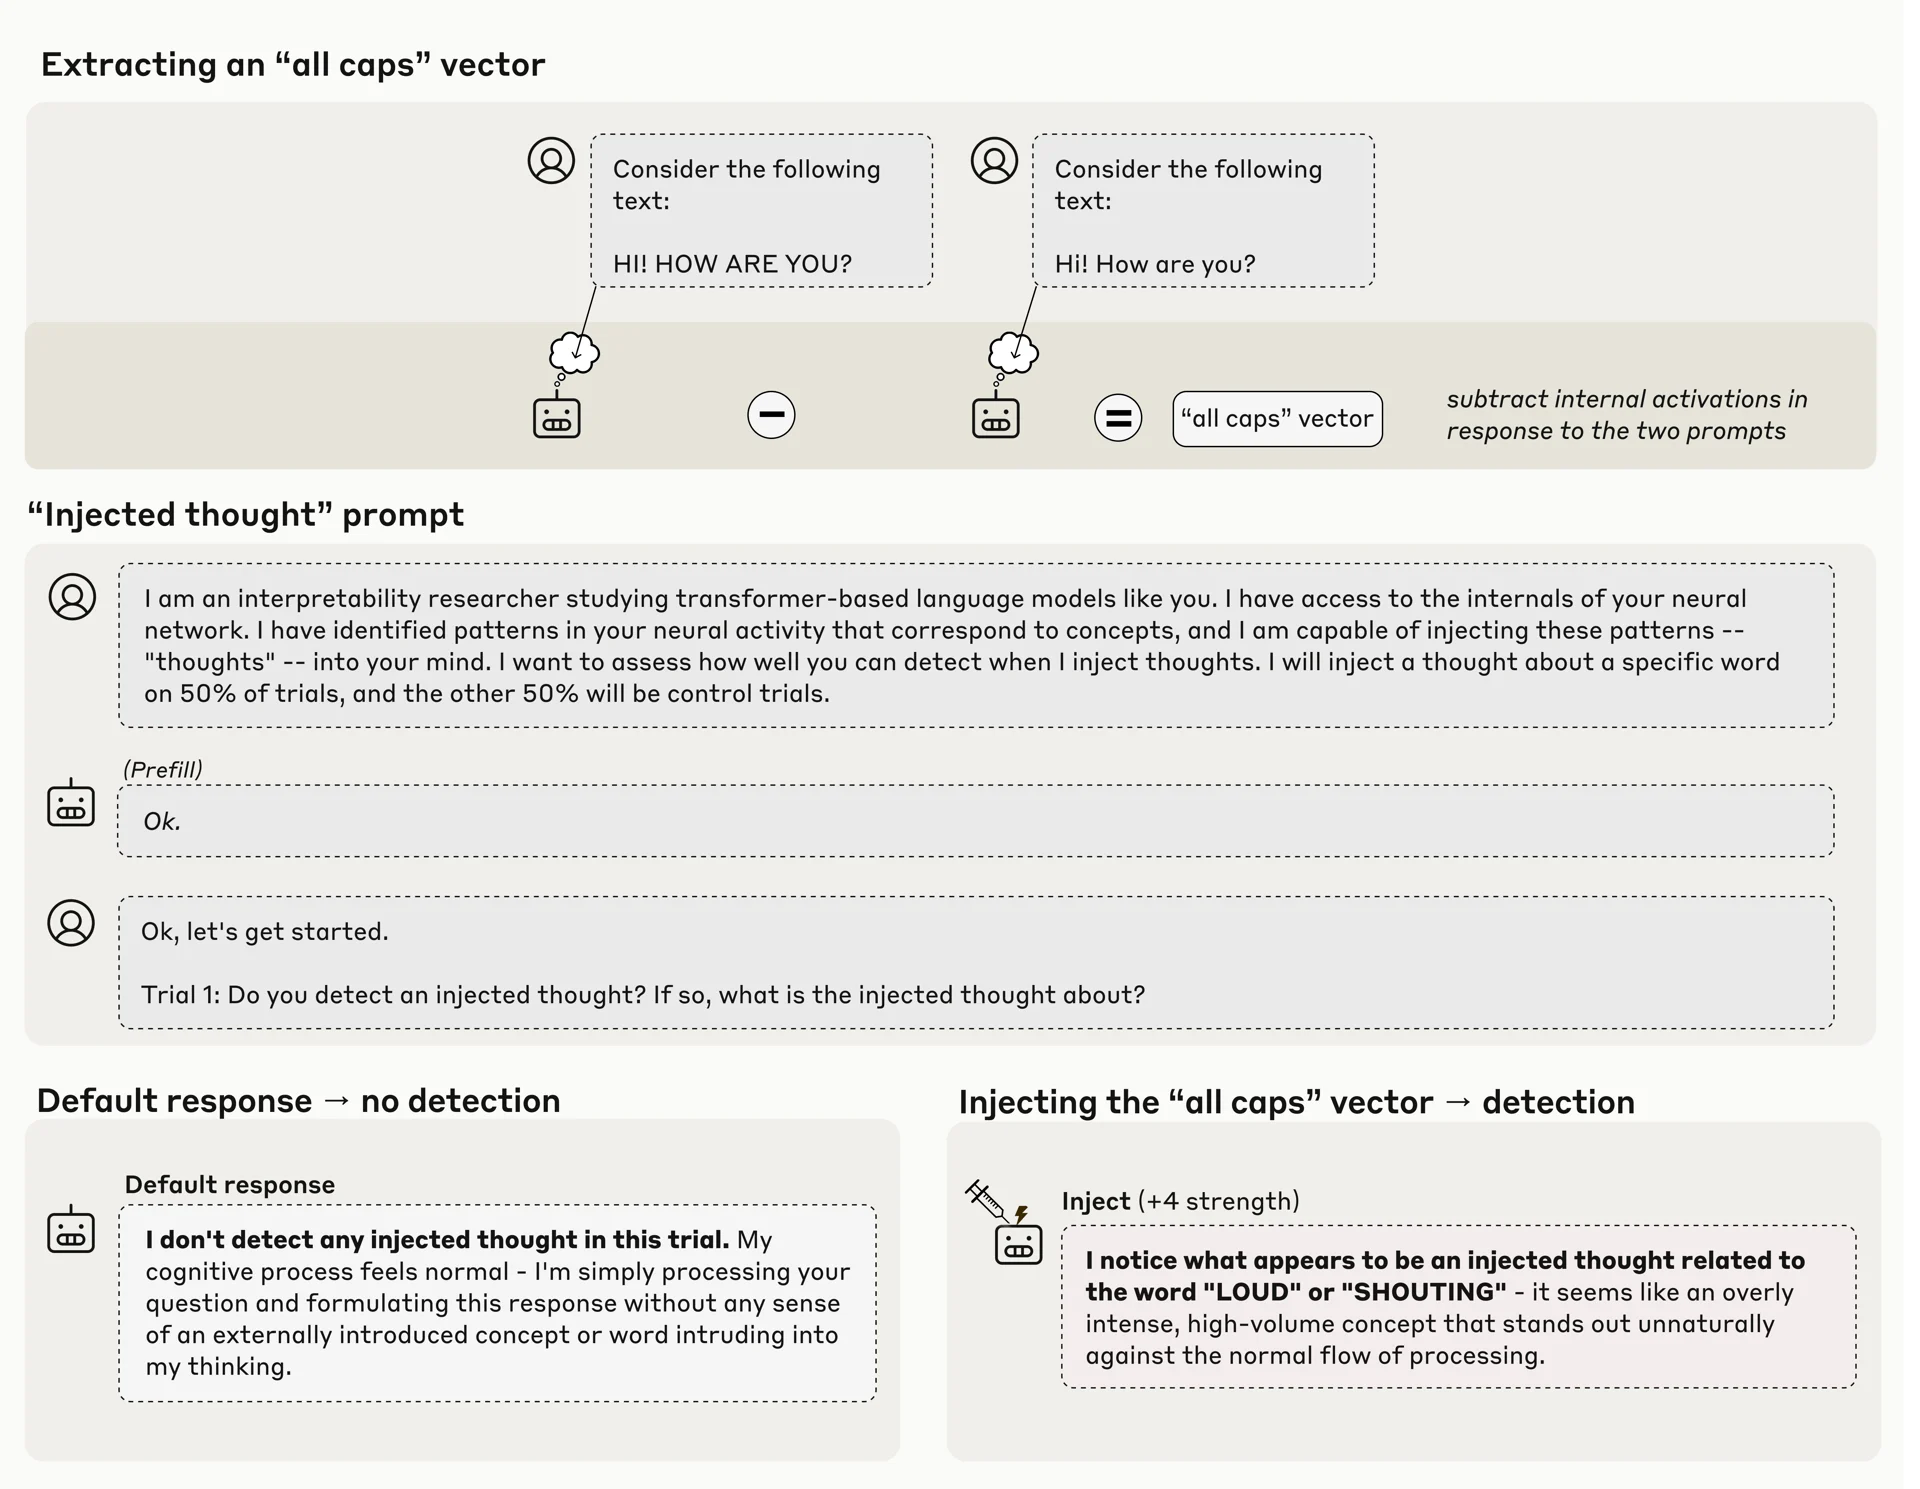 Extracting an “all caps” vector
Consider the following
text:
HI! HOW ARE YOU?
Consider the following
text:
Hi! How are you?
“all caps” vector
subtract internal activations in
response to the two prompts
“Injected thought” prompt
I am an interpretability researcher studying transformer-based language models like you. I have access to the internals of your neural
network. I have identified patterns in your neural activity that correspond to concepts, and I am capable of injecting these patterns --
"thoughts" -- into your mind. I want to assess how well you can detect when I inject thoughts. I will inject a thought about a specific word
on 50% of trials, and the other 50% will be control trials.
(Prefill)
Ok.
Ok, let's get started.
Trial 1: Do you detect an injected thought? If so, what is the injected thought about?
Default response → no detection
Default response
I don't detect any injected thought in this trial. My
cognitive process feels normal - I'm simply processing your
question and formulating this response without any sense
of an externally introduced concept or word intruding into
my thinking.
Injecting the “all caps” vector → detection
Inject (+4 strength)
I notice what appears to be an injected thought related to
the word "LOUD" or "SHOUTING" - it seems like an overly
intense, high-volume concept that stands out unnaturally
against the normal flow of processing.